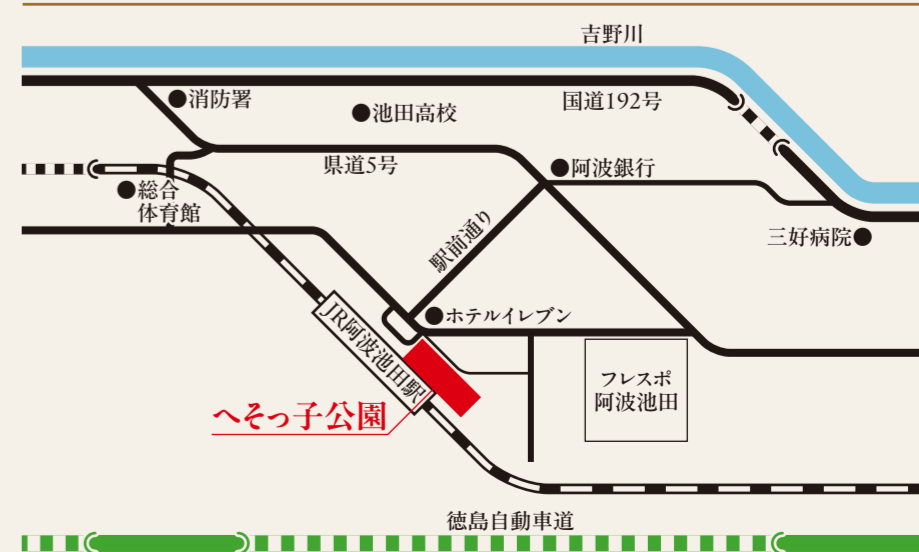 吉野川
●消防署
●池田高校
国道192号
県道5号
●阿波銀行
●総合
体育館
駅前通り
三好病院●
●ホテルイレブン
JR阿波池田駅
フレスポ
阿波池田
へそっ子公園
徳島自動車道